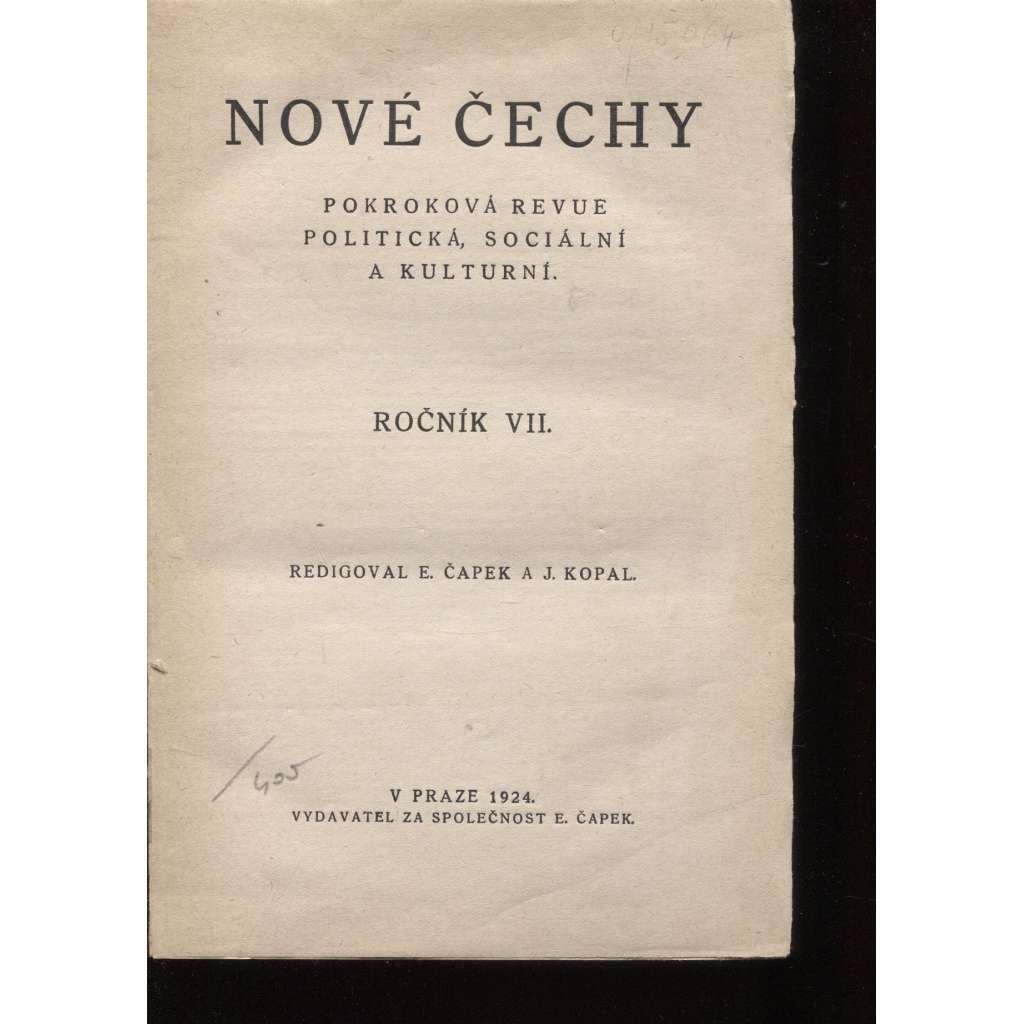 NOVÉ ČECHY
POKROKOVÁ REVUE
POLITICKÁ, SOCIÁLNÍ
A KULTURNÍ.
ROČNÍK VII.
REDIGOVAL E. ČAPEK A J. KOPAL.
V PRAZE 1924.
VYDAVATEL ZA SPOLEČNOST E. ČAPEK.